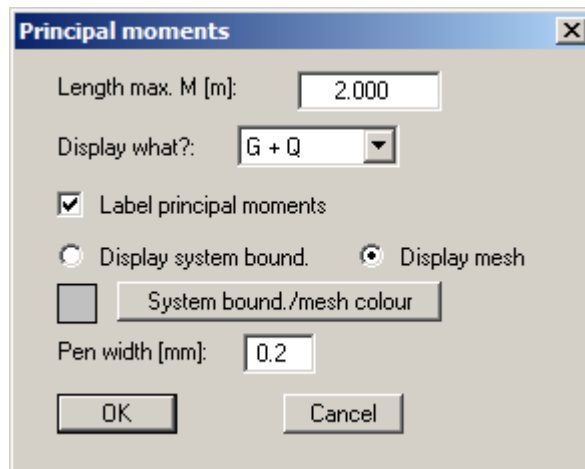 Principal moments
Length max. M [m]: 2.000
Display what?: G + Q
Label principal moments
Display system bound. Display mesh
System bound./mesh colour
Pen width [mm]: 0.2
OK Cancel